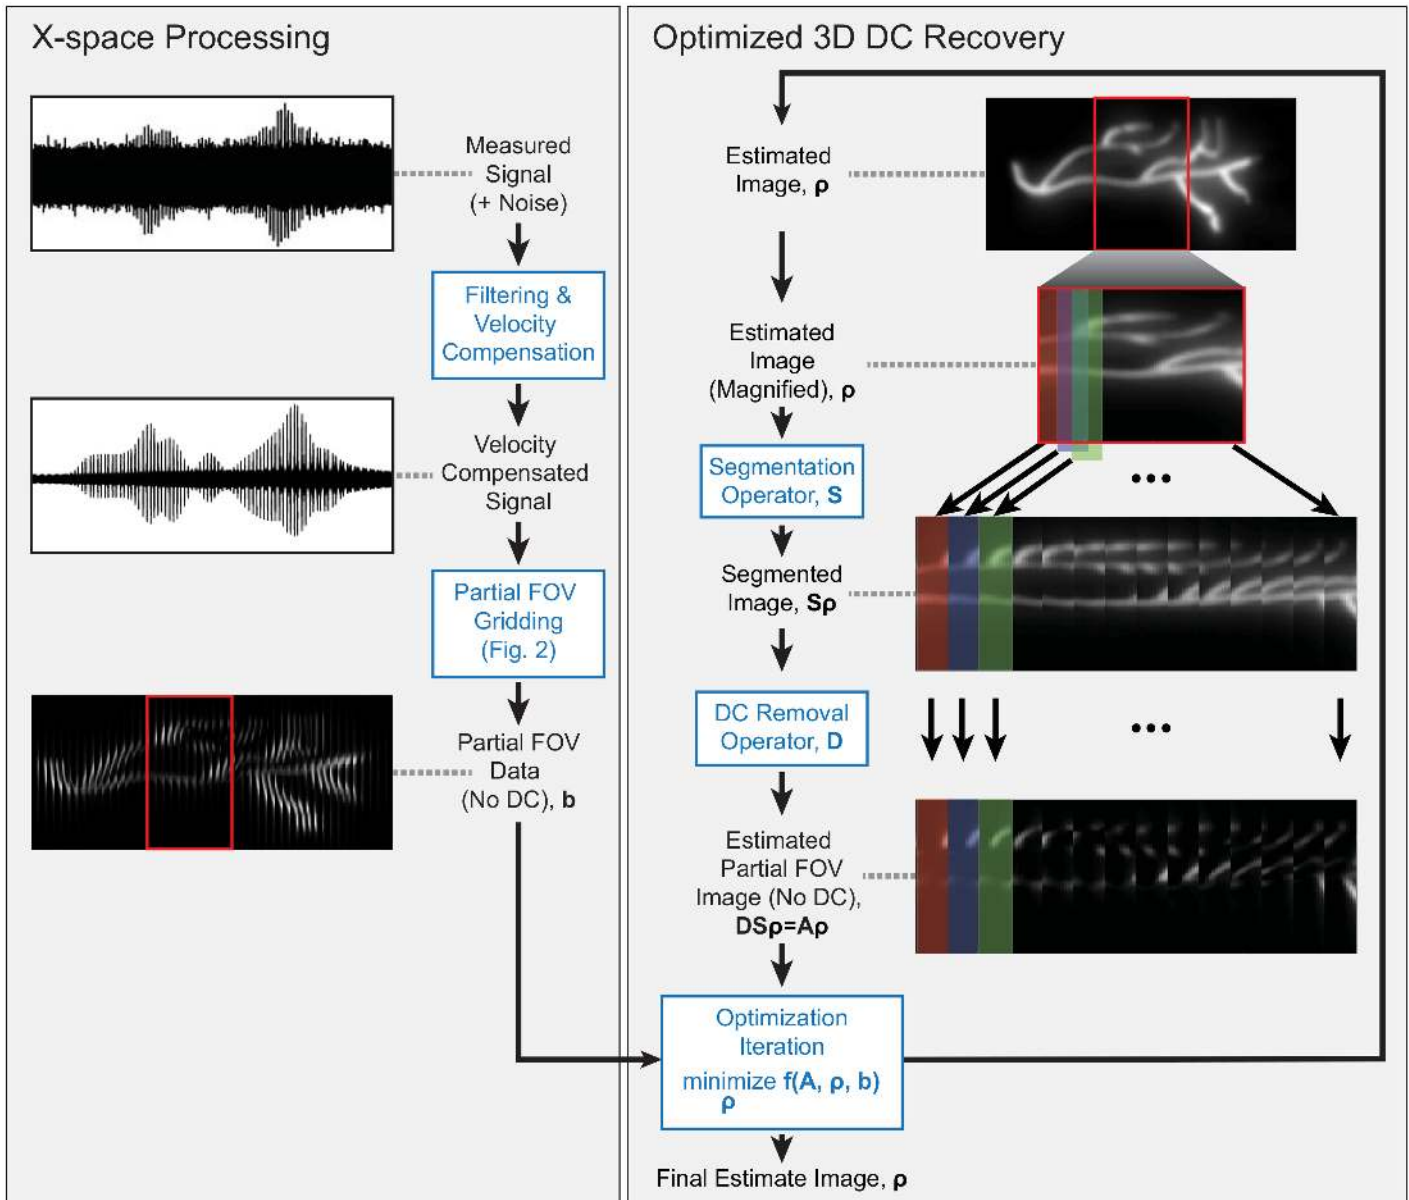 X-space Processing
Measured
Signal
(+ Noise)
Filtering &
Velocity
Compensation
Velocity
Compensated
Signal
Partial FOV
Gridding
(Fig. 2)
Partial FOV
Data
(No DC), b
Optimized 3D DC Recovery
Estimated
Image, ρ
Estimated
Image
(Magnified), ρ
Segmentation
Operator, S
...
Segmented
Image, Sρ
DC Removal
Operator, D
...
Estimated
Partial FOV
Image (No DC),
DSρ=Aρ
Optimization
Iteration
minimize f(A, ρ, b)
ρ
Final Estimate Image, ρ